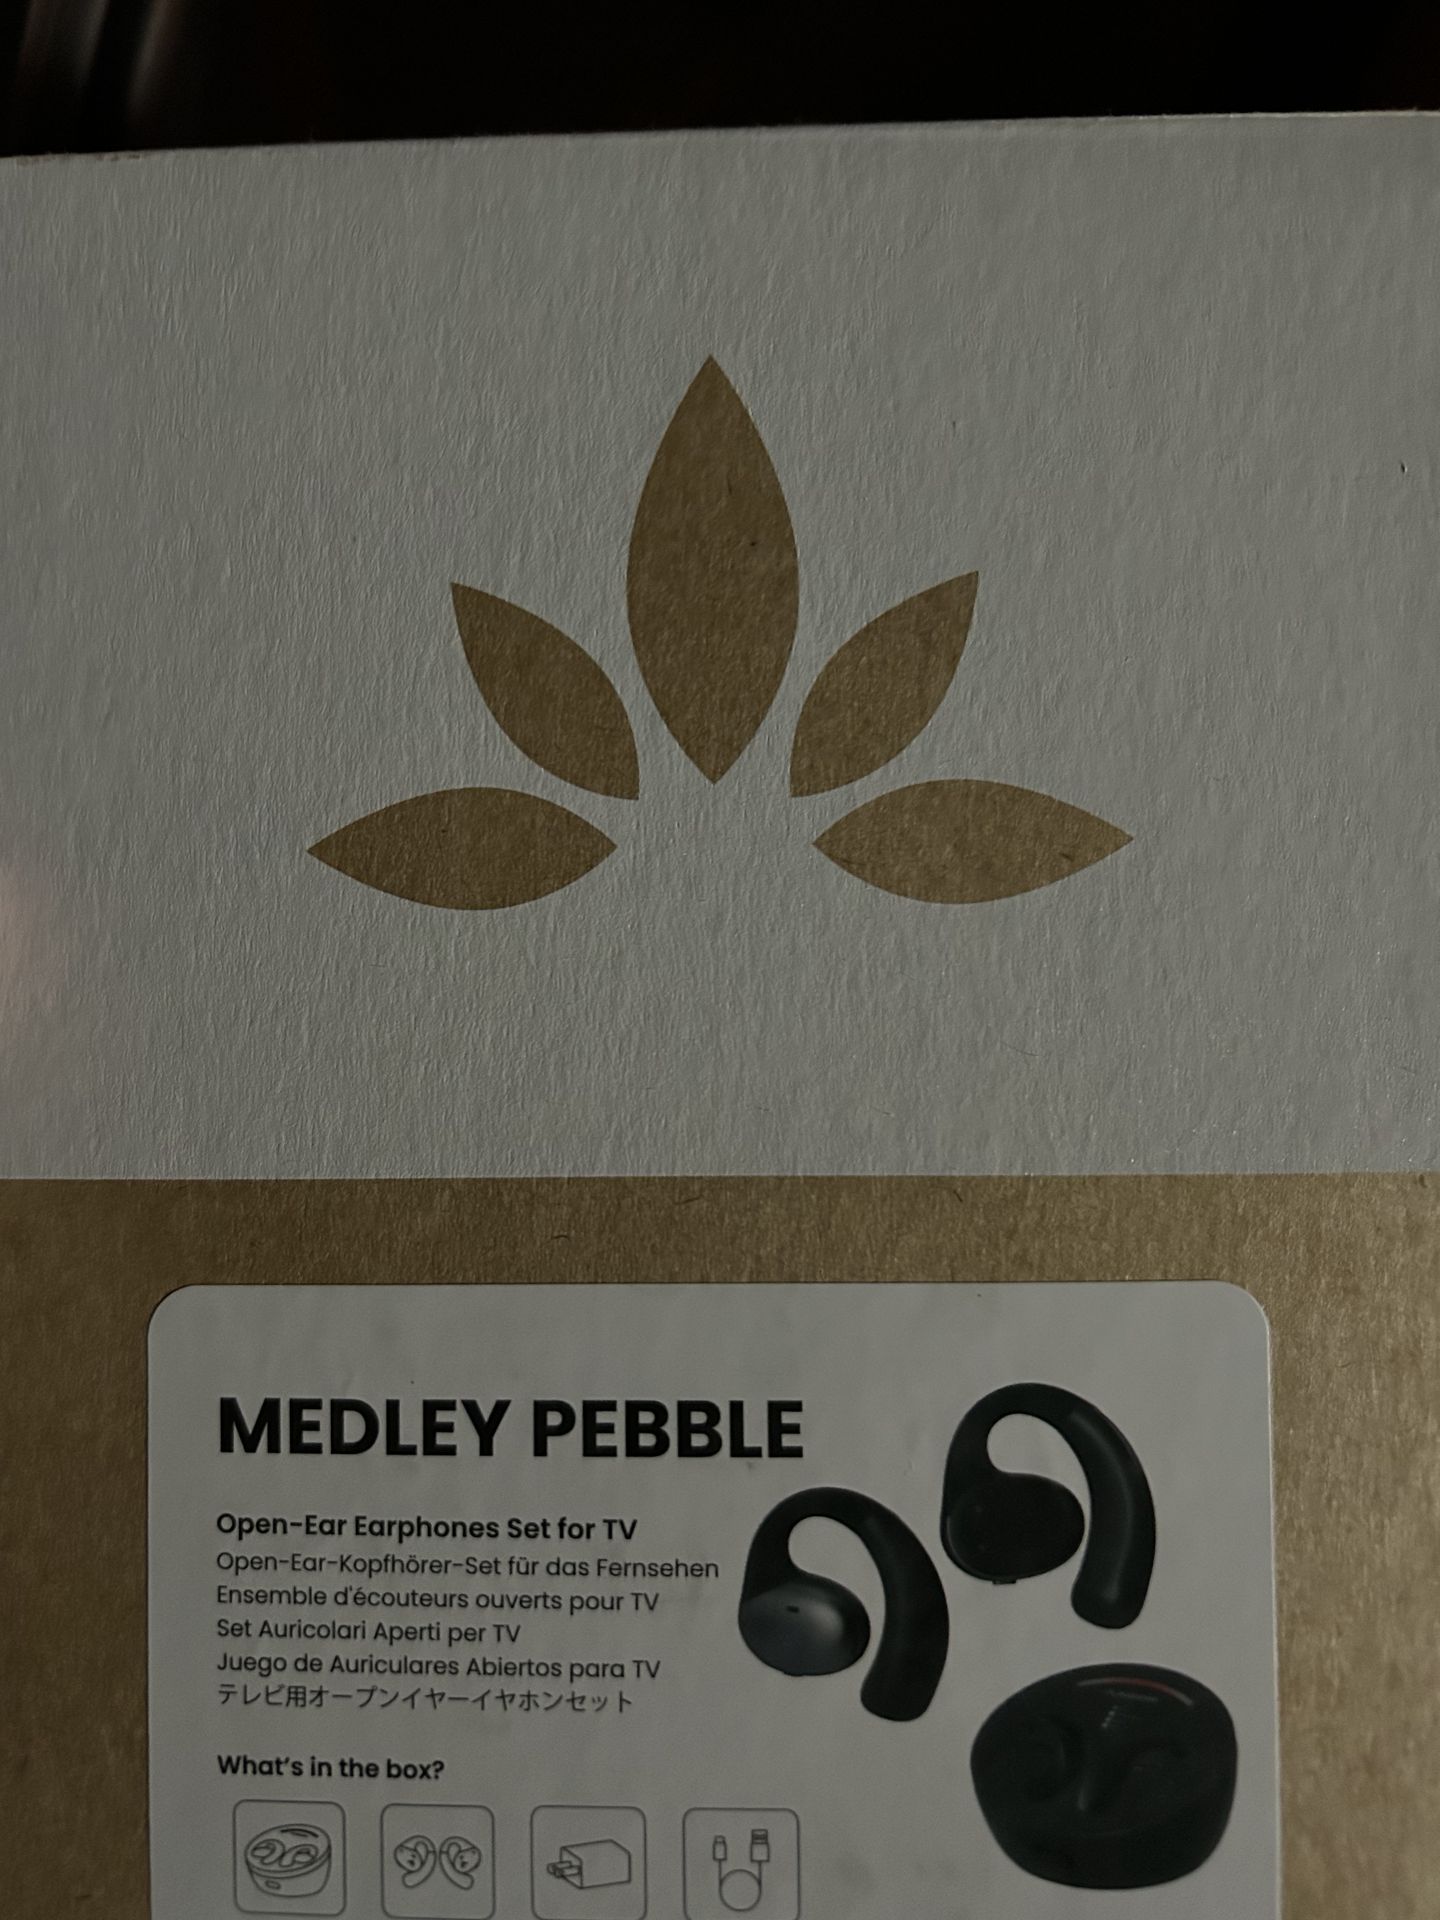 MEDLEY PEBBLE
Open-Ear Earphones Set for TV
Open-Ear-Kopfhörer-Set für das Fernsehen
Ensemble d'écouteurs ouverts pour TV
Set Auricolari Aperti per TV
Juego de Auriculares Abiertos para TV
テレビ用オープンイヤーイヤホンセット
What's in the box?